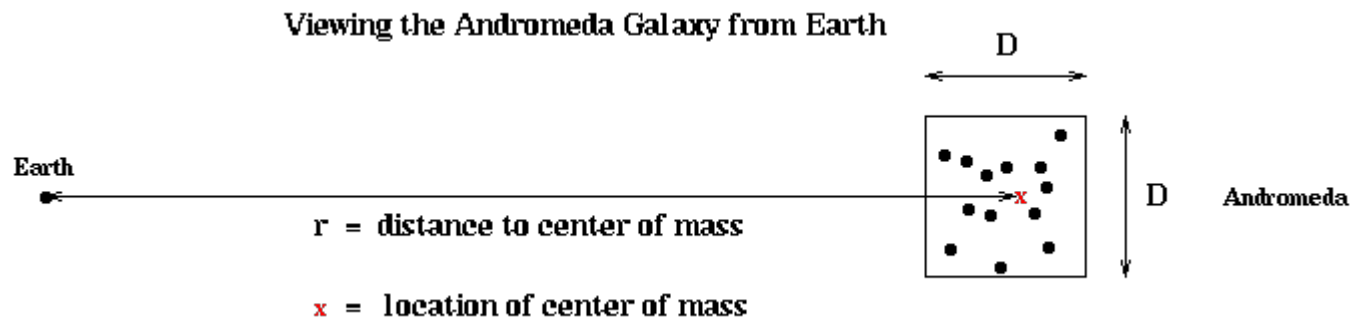 Viewing the Andromeda Galaxy from Earth
D
Earth
x
D
Andromeda
r = distance to center of mass
x = location of center of mass